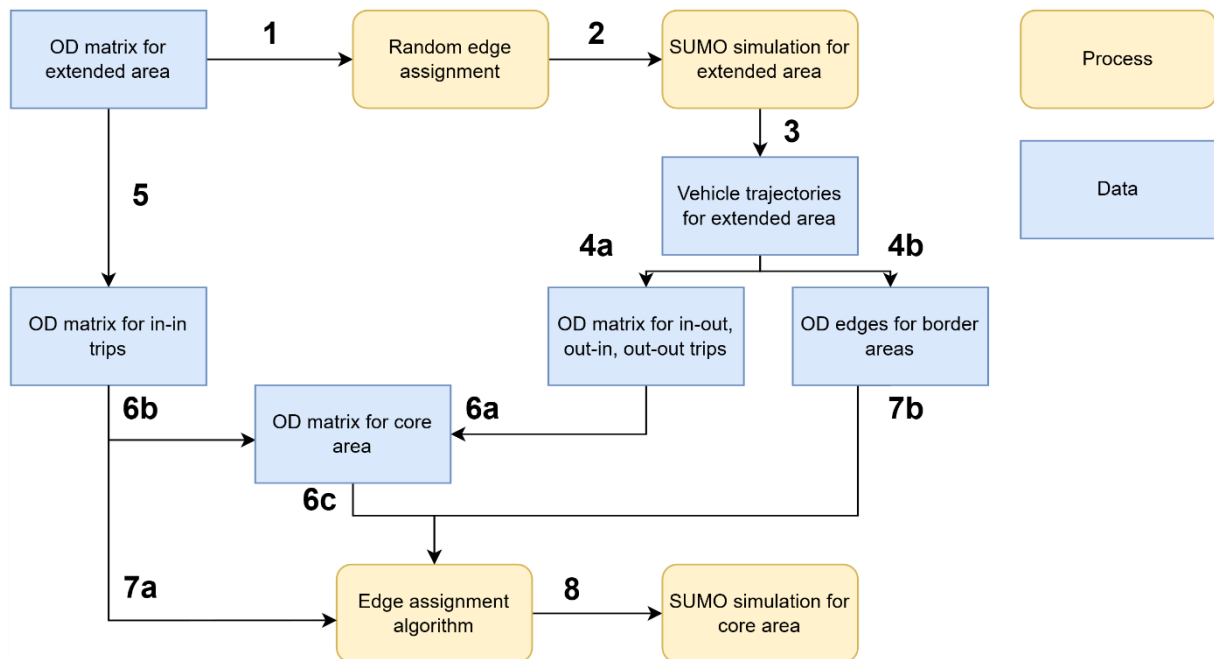 OD matrix for
extended area
1
Random edge
assignment
2
SUMO simulation for
extended area
Process
3
Data
Vehicle trajectories
for extended area
5
4a
4b
OD matrix for in-in
trips
OD matrix for in-out,
out-in, out-out trips
OD edges for border
areas
6b
OD matrix for core
area
6a
7b
6c
7a
Edge assignment
algorithm
8
SUMO simulation for
core area